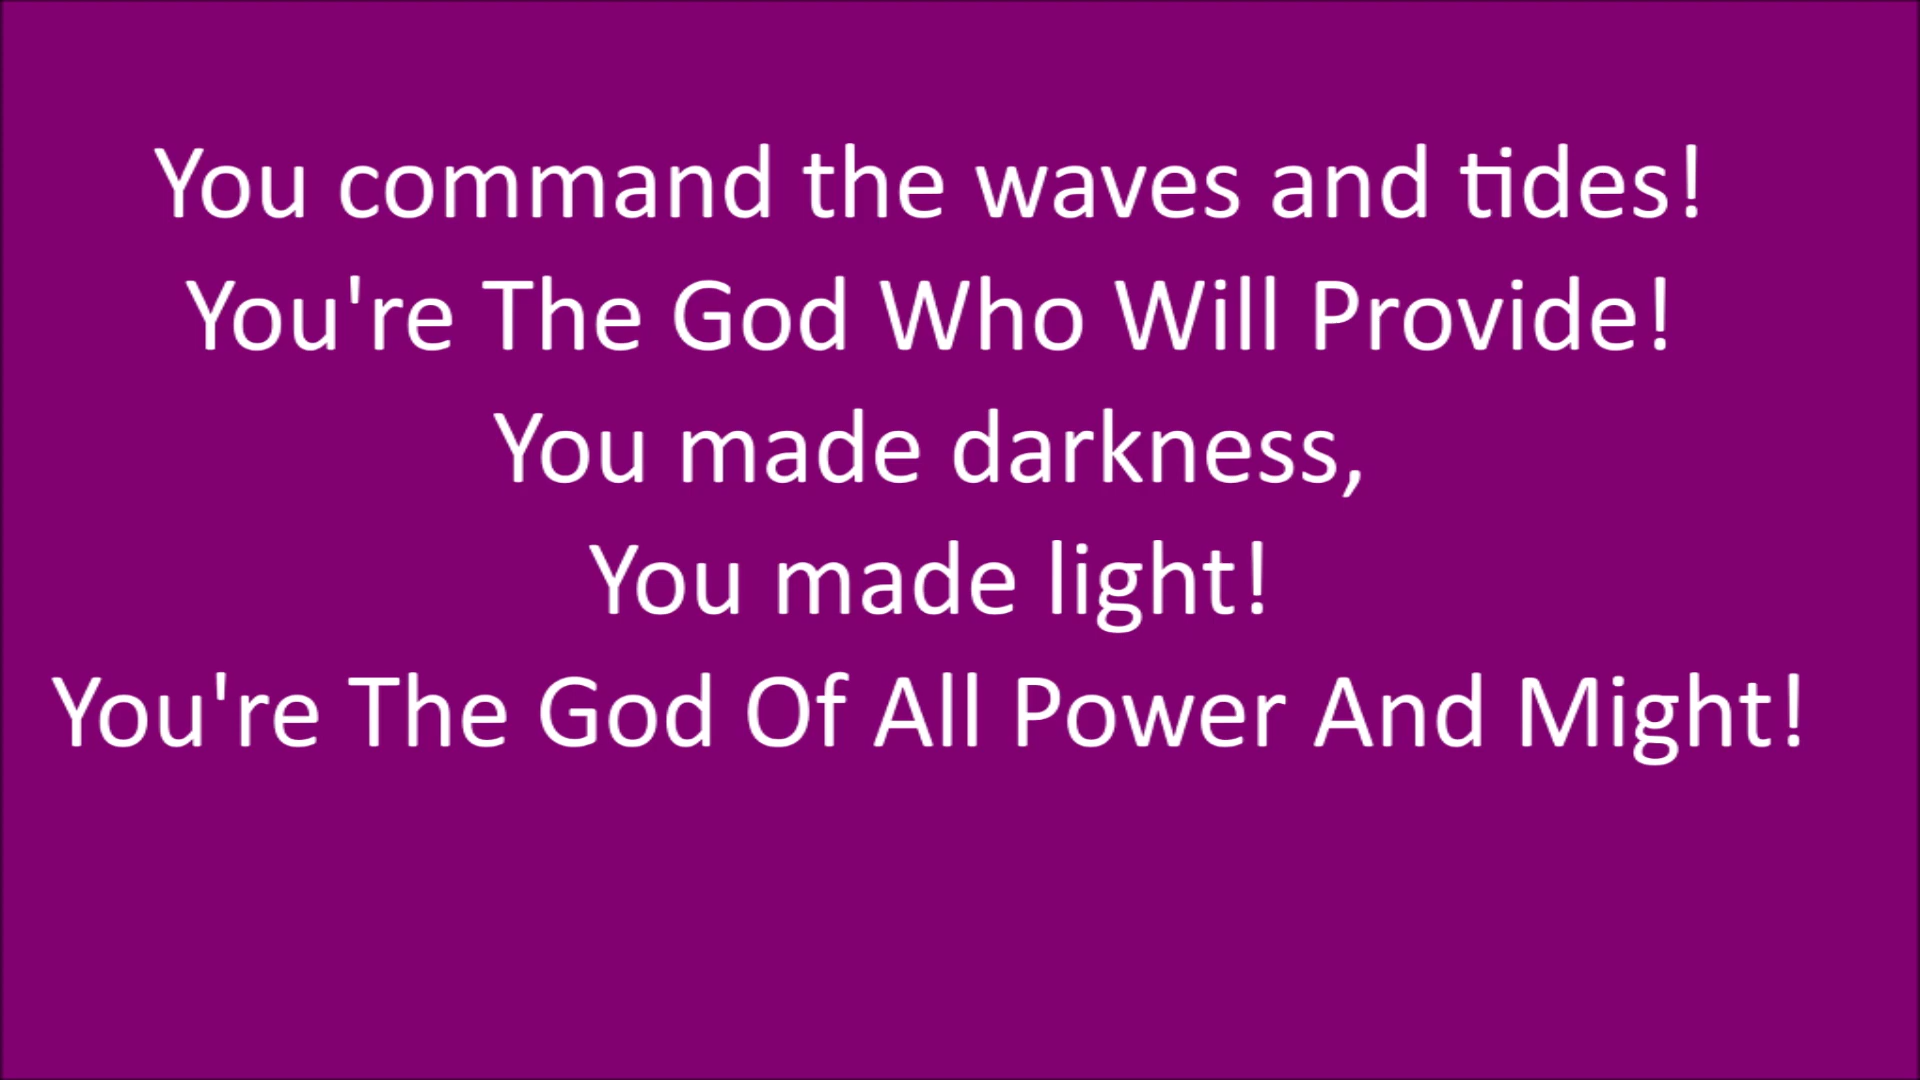 You command the waves and tides!
You're The God Who Will Provide!
You made darkness,
You made light!
You're The God Of All Power And Might!